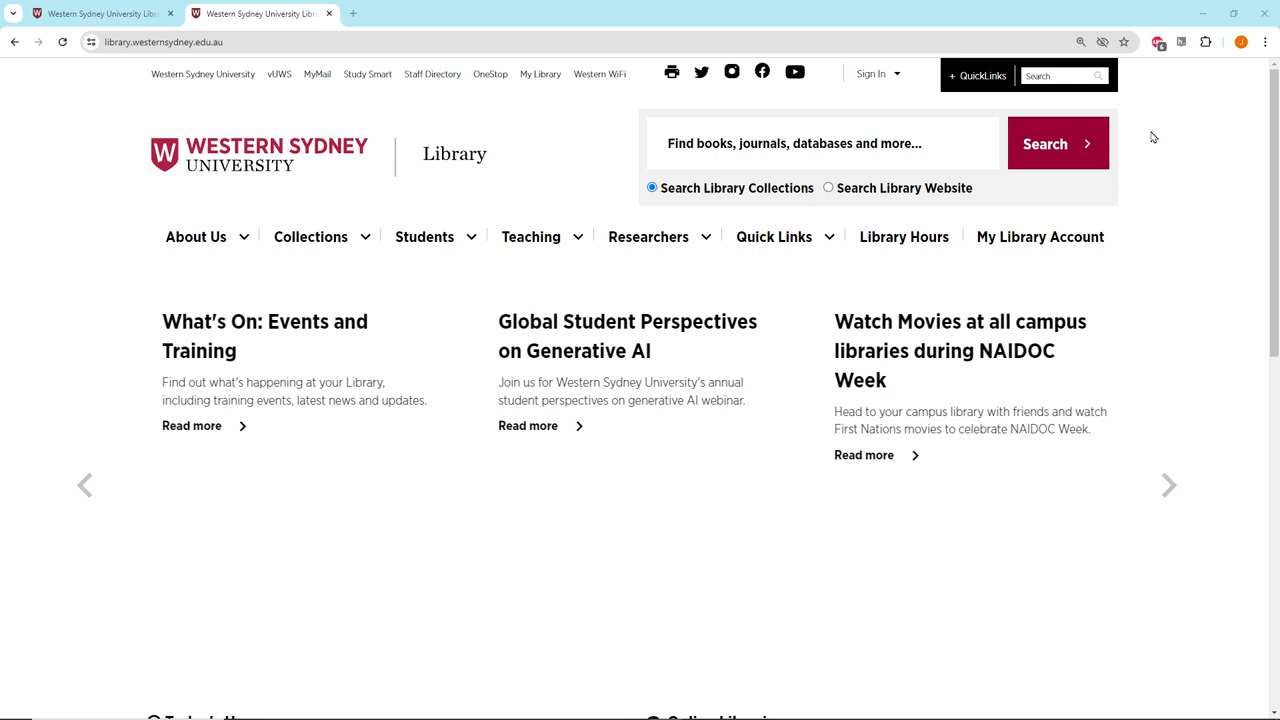 Western Sydney University Libr
Western Sydney University Libr
library.westernsydney.edu.au
6
J
Western Sydney University vUWS MyMail Study Smart Staff Directory OneStop My Library Western WiFi
Sign In
+ QuickLinks
Search
WESTERN SYDNEY
UNIVERSITY
W
Library
Find books, journals, databases and more...
Search
Search Library Collections
Search Library Website
About Us Collections Students Teaching Researchers Quick Links Library Hours My Library Account
What's On: Events and
Training
Find out what's happening at your Library,
including training events, latest news and updates.
Read more
Global Student Perspectives
on Generative AI
Join us for Western Sydney University's annual
student perspectives on generative AI webinar.
Read more
Watch Movies at all campus
libraries during NAIDOC
Week
Head to your campus library with friends and watch
First Nations movies to celebrate NAIDOC Week.
Read more